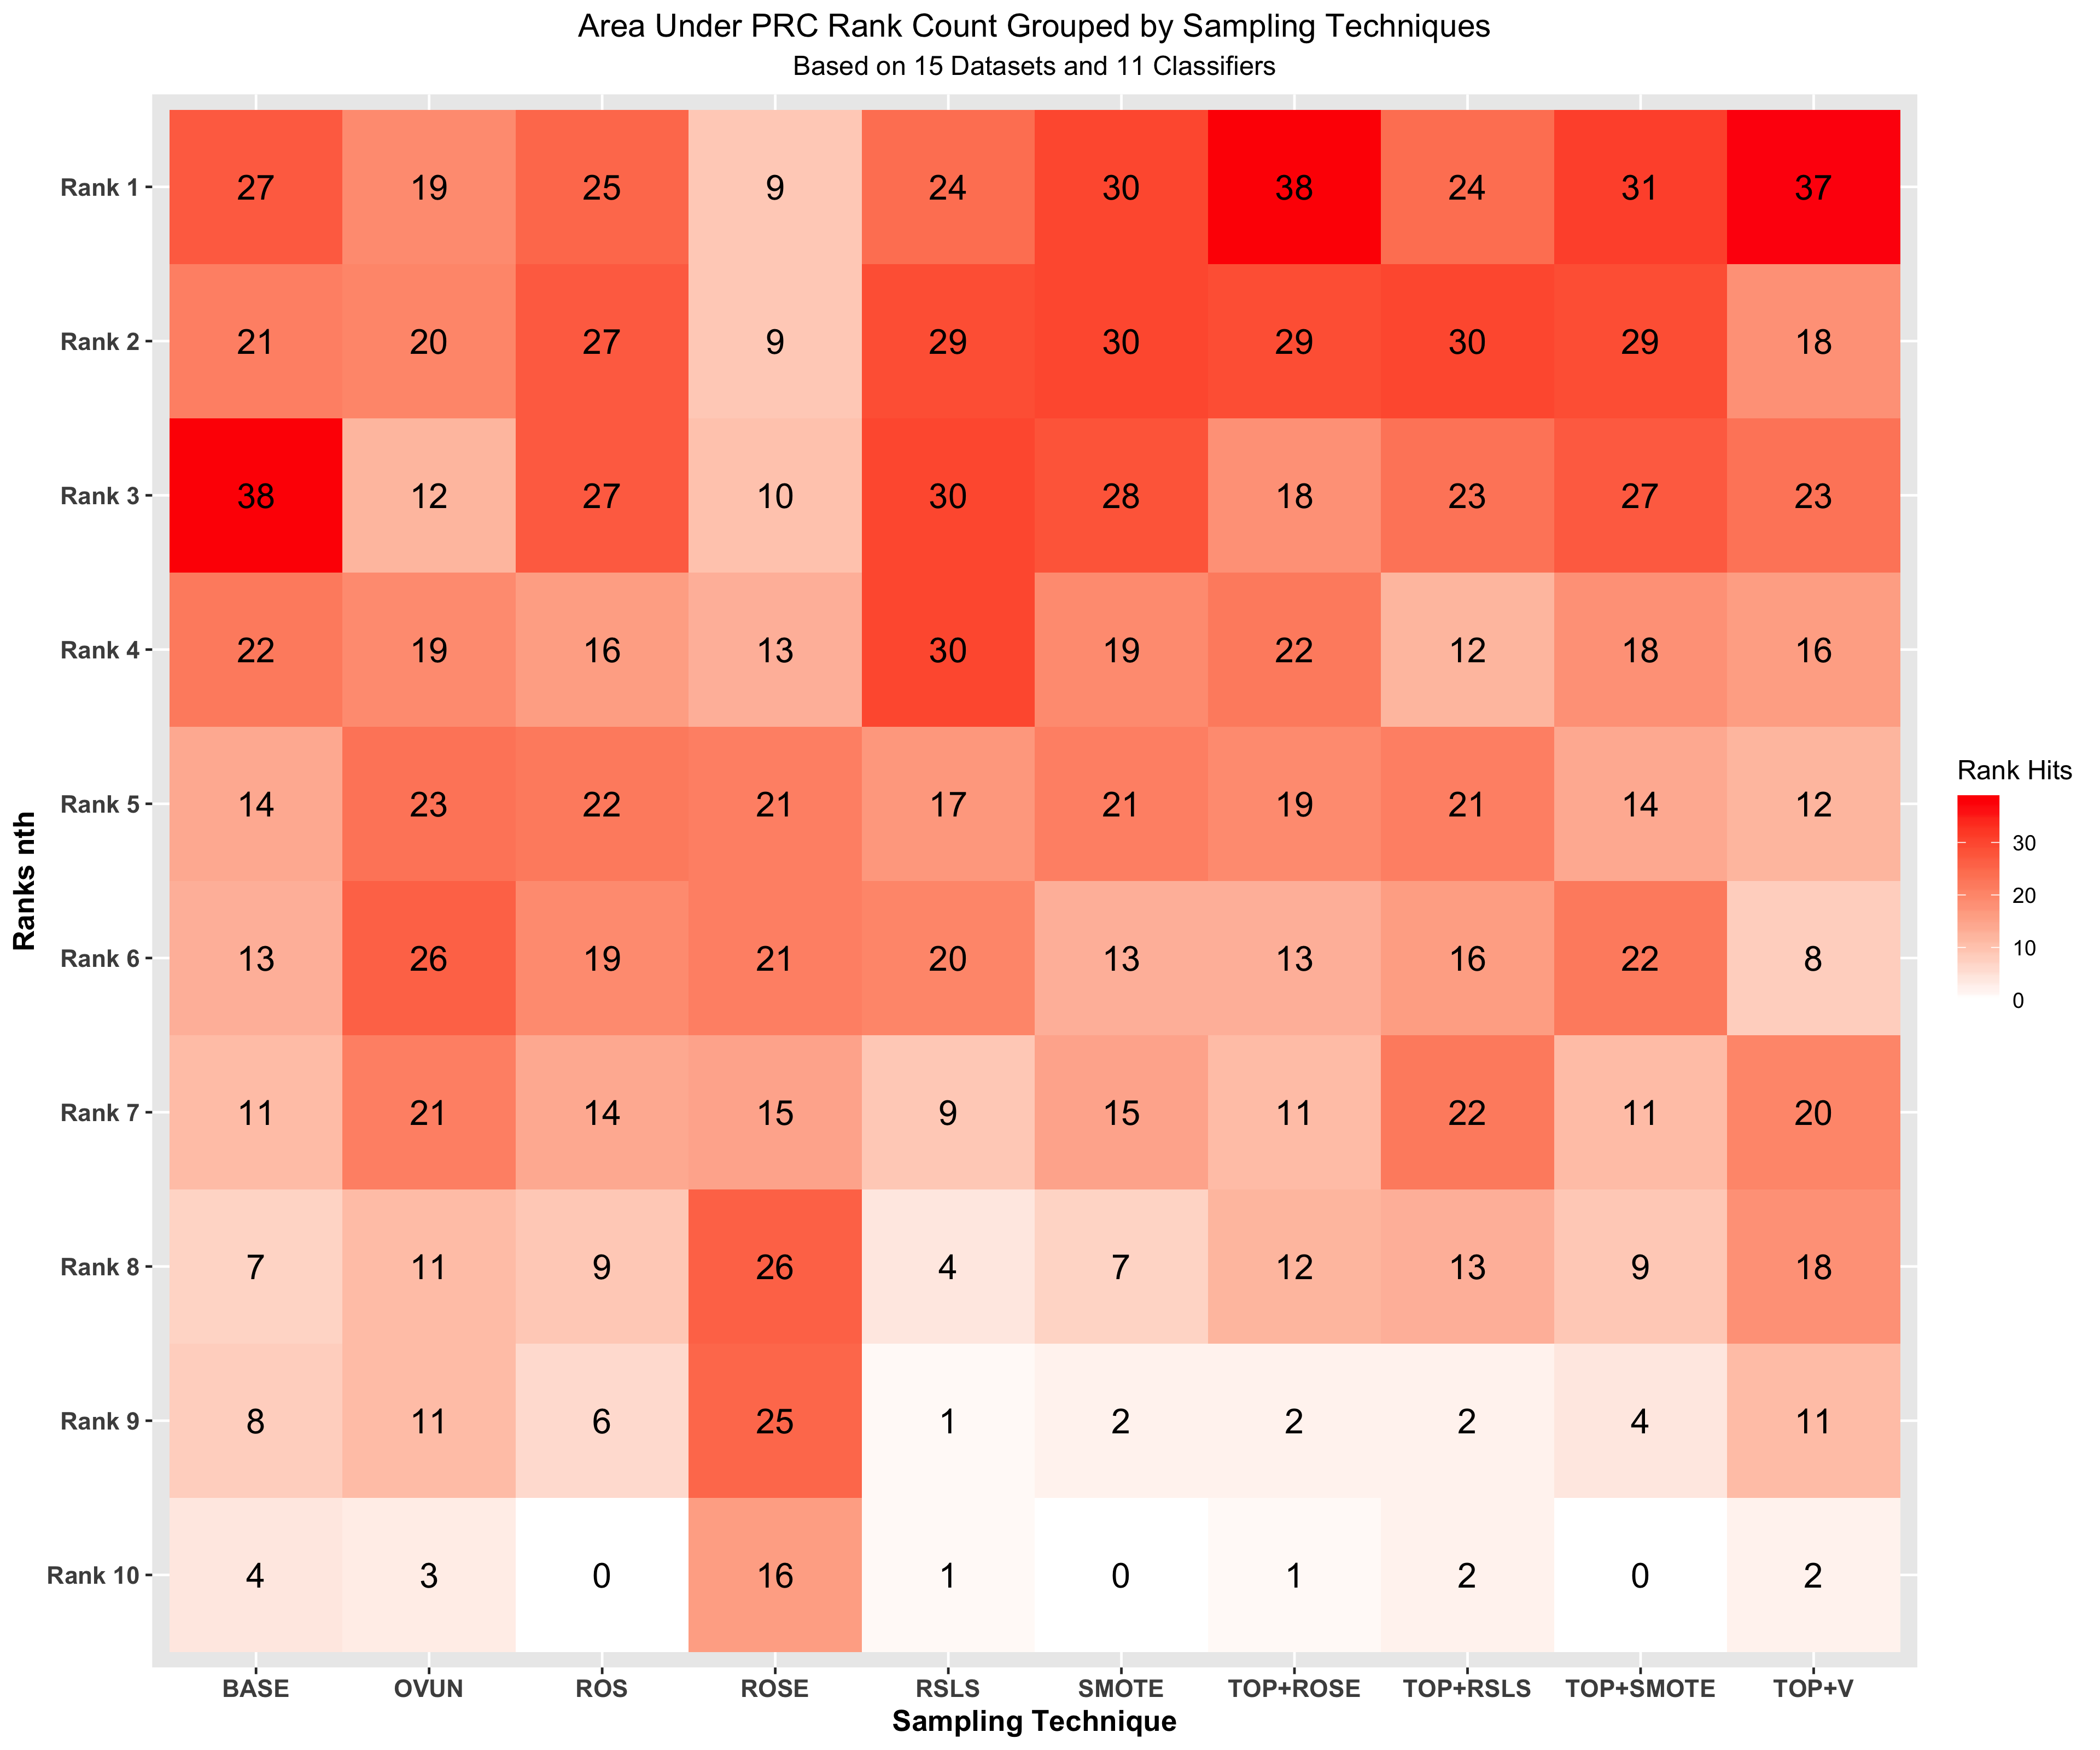 Area Under PRC Rank Count Grouped by Sampling Techniques
Based on 15 Datasets and 11 Classifiers
Ranks nth
Rank 1 27 19 25 9 24 30 38 24 31 37
Rank 2 21 20 27 9 29 30 29 30 29 18
Rank 3 38 12 27 10 30 28 18 23 27 23
Rank 4 22 19 16 13 30 19 22 12 18 16
Rank 5 14 23 22 21 17 21 19 21 14 12
Rank 6 13 26 19 21 20 13 13 16 22 8
Rank 7 11 21 14 15 9 15 11 22 11 20
Rank 8 7 11 9 26 4 7 12 13 9 18
Rank 9 8 11 6 25 1 2 2 2 4 11
Rank 10 4 3 0 16 1 0 1 2 0 2
BASE OVUN ROS ROSE RSLS SMOTE TOP+ROSE TOP+RSLS TOP+SMOTE TOP+V
Sampling Technique
Rank Hits
30
20
10
0